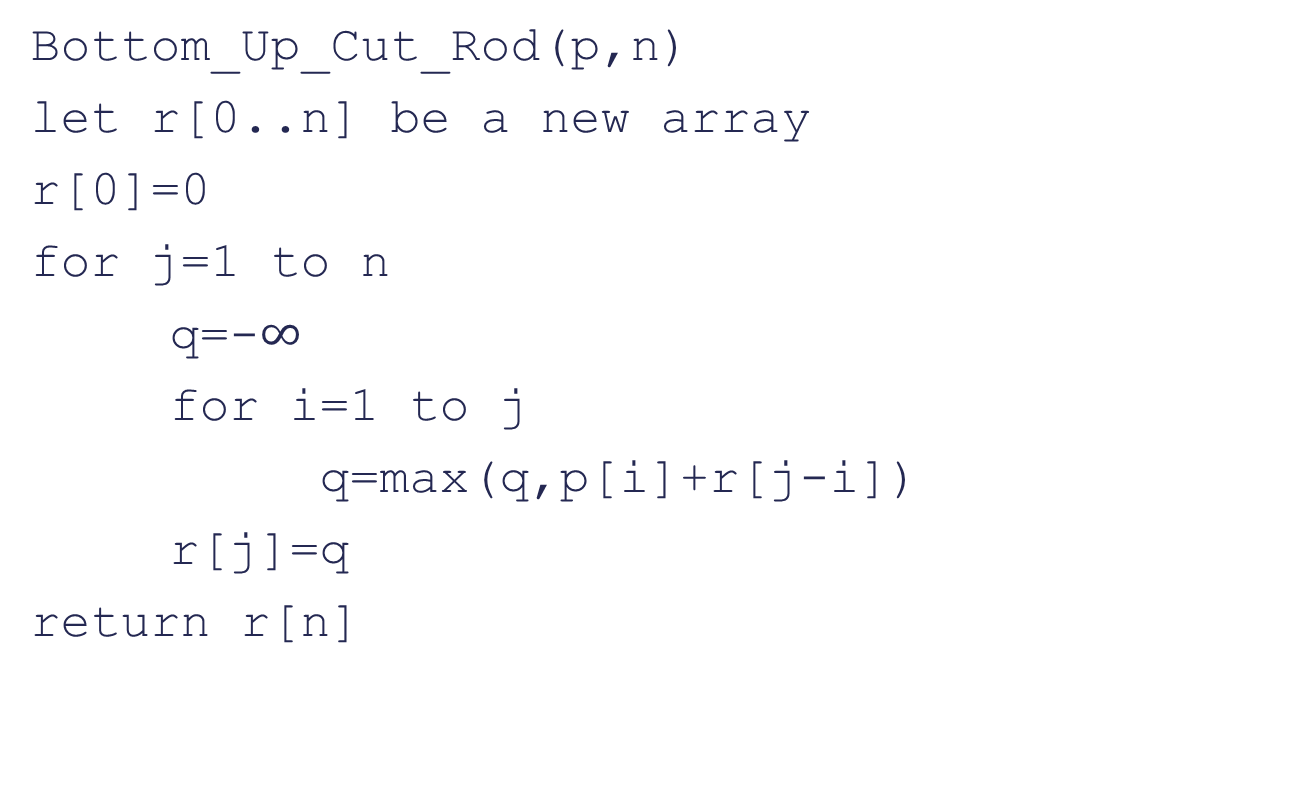 Bottom_Up_Cut_Rod(p,n)
let r[0..n] be a new array
r[0]=0
for j=1 to n
q=-∞
for i=1 to j
q=max(q,p[i]+r[j-i])
r[j]=q
return r[n]